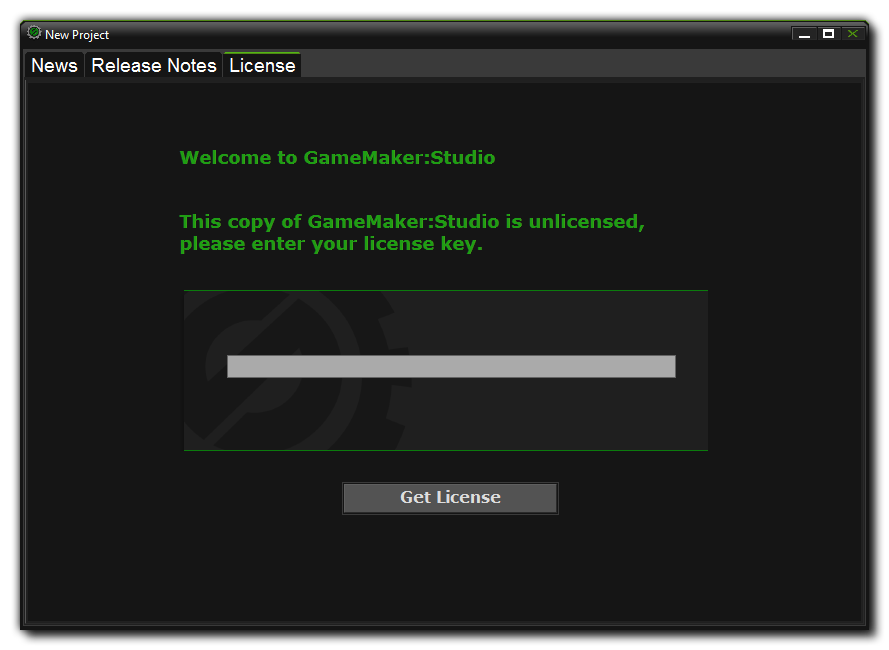 New Project
News Release Notes License
Welcome to GameMaker:Studio
This copy of GameMaker:Studio is unlicensed,
please enter your license key.
Get License